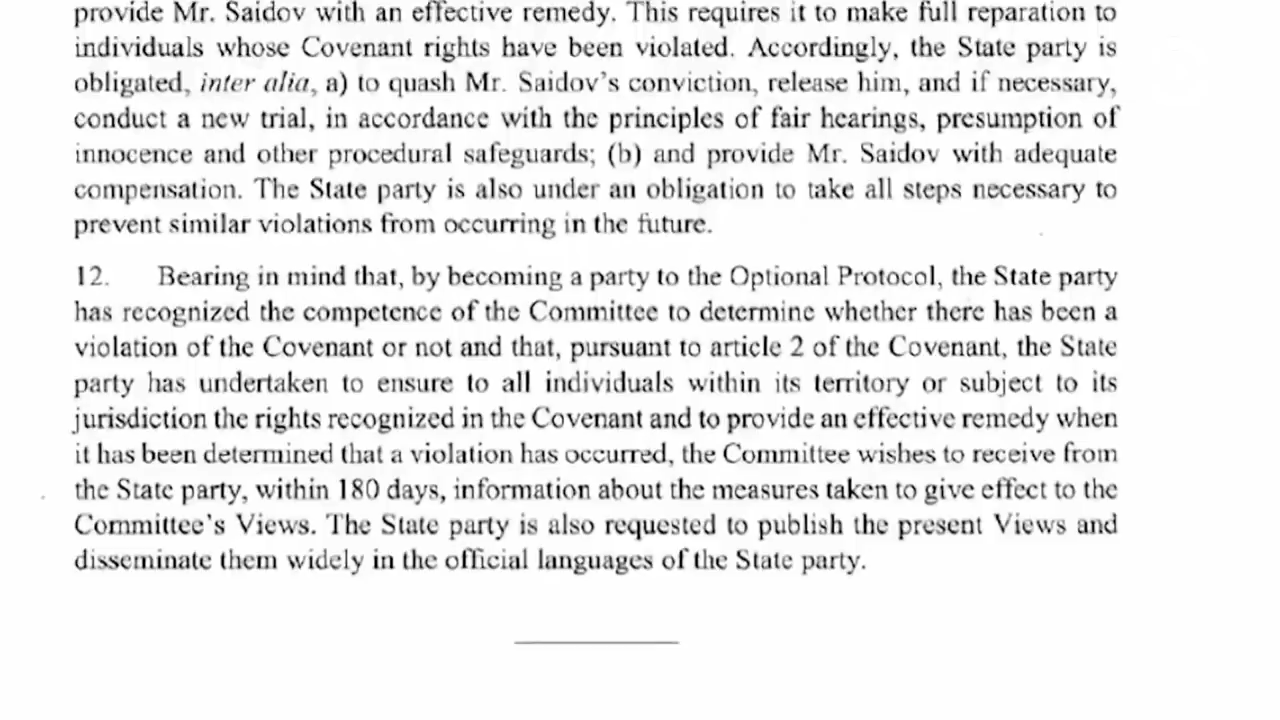 provide Mr. Saidov with an effective remedy. This requires it to make full reparation to
individuals whose Covenant rights have been violated. Accordingly, the State party is
obligated, inter alia, a) to quash Mr. Saidov's conviction, release him, and if necessary,
conduct a new trial, in accordance with the principles of fair hearings, presumption of
innocence and other procedural safeguards; (b) and provide Mr. Saidov with adequate
compensation. The State party is also under an obligation to take all steps necessary to
prevent similar violations from occurring in the future.
12. Bearing in mind that, by becoming a party to the Optional Protocol, the State party
has recognized the competence of the Committee to determine whether there has been a
violation of the Covenant or not and that, pursuant to article 2 of the Covenant, the State
party has undertaken to ensure to all individuals within its territory or subject to its
jurisdiction the rights recognized in the Covenant and to provide an effective remedy when
it has been determined that a violation has occurred, the Committee wishes to receive from
the State party, within 180 days, information about the measures taken to give effect to the
Committee's Views. The State party is also requested to publish the present Views and
disseminate them widely in the official languages of the State party.